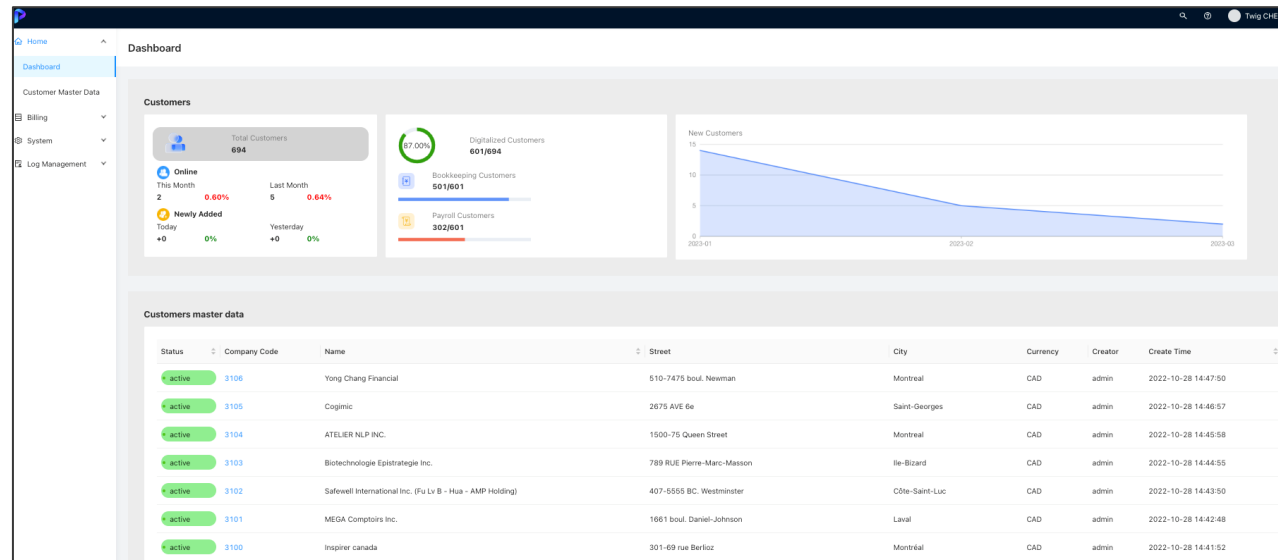 Twig CHE
Home
Dashboard
Customer Master Data
Billing
System
Log Management
Dashboard
Customers
Total Customers
694
Online
This Month
Last Month
2 0.60% 5 0.64%
Newly Added
Today
Yesterday
+0 0% +0 0%
87.00%
Digitalized Customers
601/694
Bookkeeping Customers
501/601
Payroll Customers
302/601
New Customers
15
10
5
0
2023-01 2023-02 2023-03
Customers master data
Status Company Code Name Street City Currency Creator Create Time
active 3106 Yong Chang Financial 510-7475 boul. Newman Montreal CAD admin 2022-10-28 14:47:50
active 3105 Cogimic 2675 AVE 6e Saint-Georges CAD admin 2022-10-28 14:46:57
active 3104 ATELIER NLP INC. 1500-75 Queen Street Montreal CAD admin 2022-10-28 14:45:58
active 3103 Biotechnologie Epistrategie Inc. 789 RUE Pierre-Marc-Masson Ile-Bizard CAD admin 2022-10-28 14:44:55
active 3102 Safewell International Inc. (Fu Lv B - Hua - AMP Holding) 407-5555 BC. Westminster Côte-Saint-Luc CAD admin 2022-10-28 14:43:50
active 3101 MEGA Comptoirs Inc. 1661 boul. Daniel-Johnson Laval CAD admin 2022-10-28 14:42:48
active 3100 Inspirer canada 301-69 rue Berlioz Montréal CAD admin 2022-10-28 14:41:52